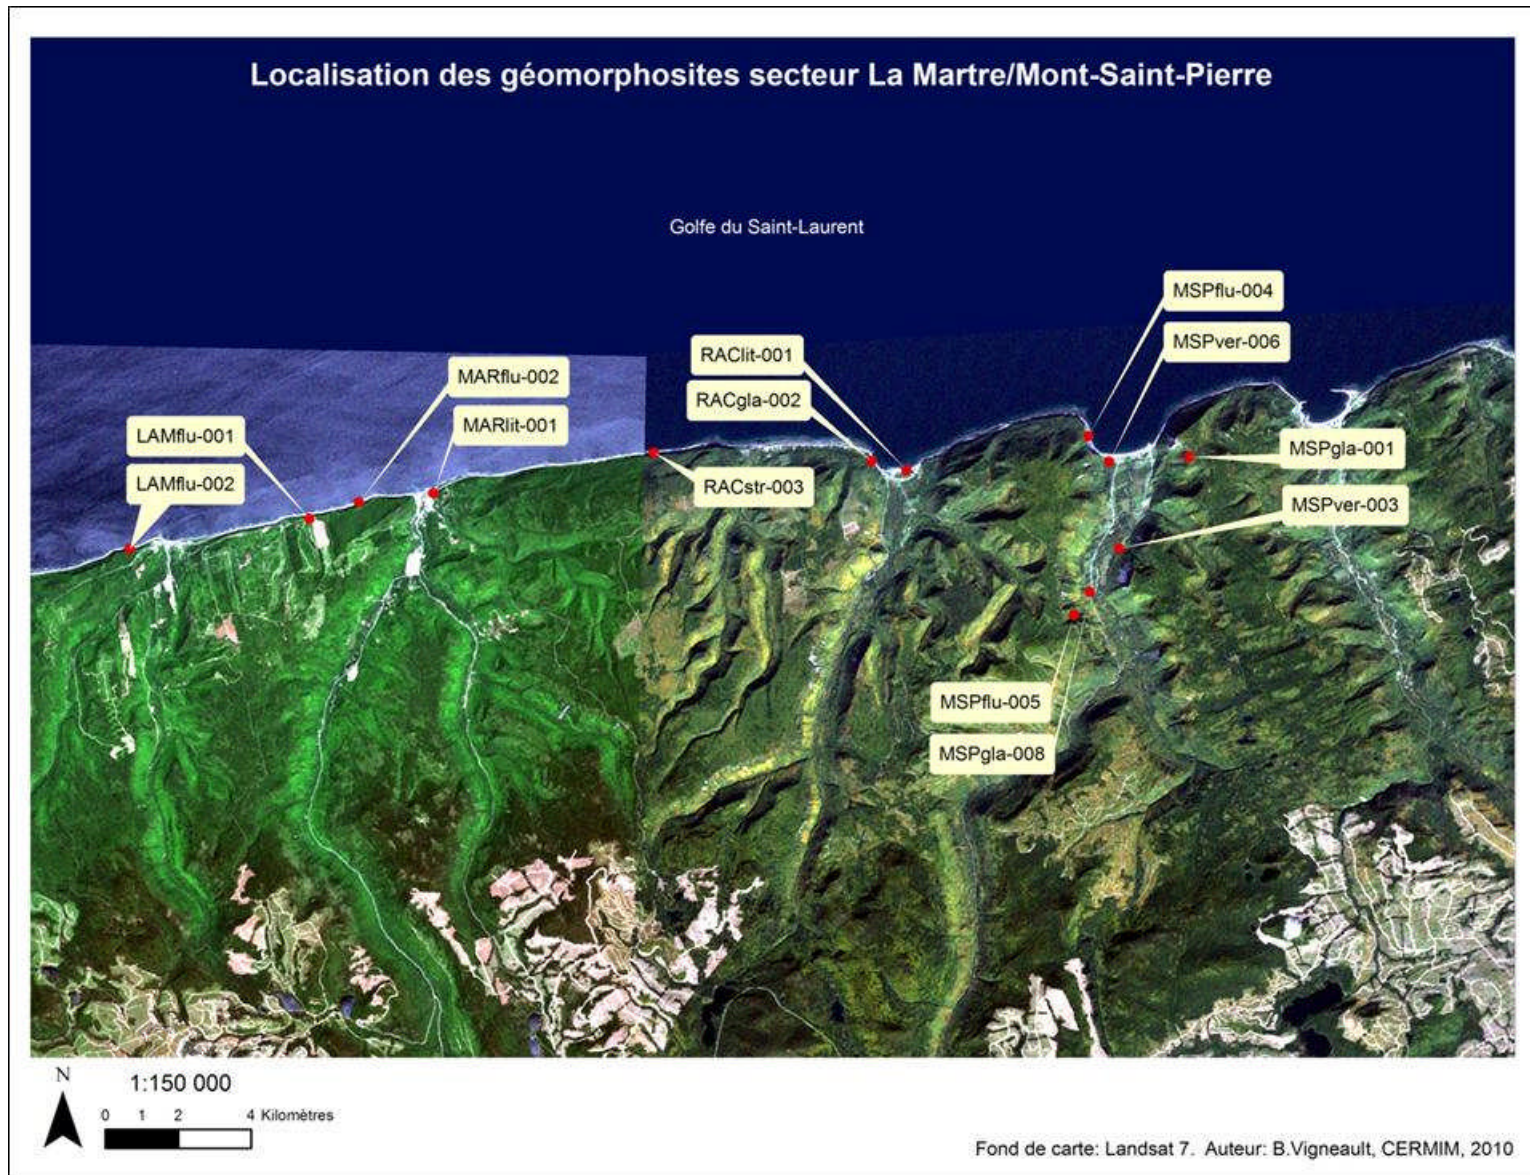 Localisation des géomorphosites secteur La Martre/Mont-Saint-Pierre
Golfe du Saint-Laurent
MSPflu-004
MSPver-006
RAClit-001
RACgla-002
MARflu-002
MARlit-001
LAMflu-001
LAMflu-002
RACstr-003
MSPgla-001
MSPver-003
MSPflu-005
MSPgla-008
N
1:150 000
0 1 2 4 Kilomètres
Fond de carte: Landsat 7. Auteur: B.Vigneault, CERMIM, 2010